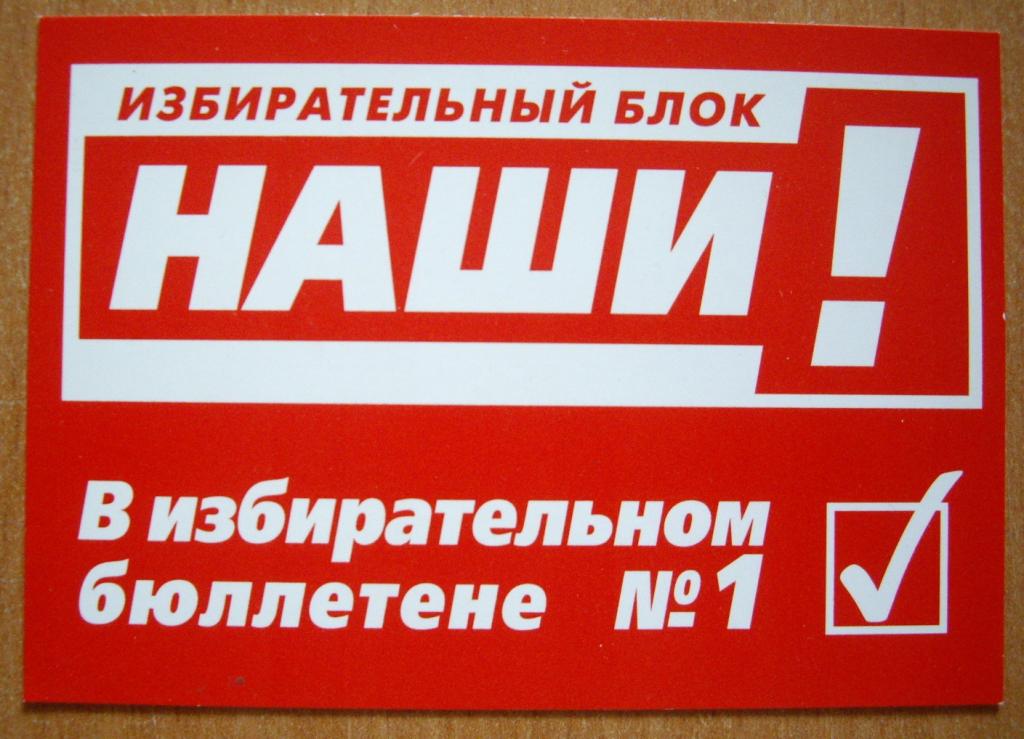 ИЗБИРАТЕЛЬНЫЙ БЛОК
НАШИ!
В избирательном
бюллетене №1